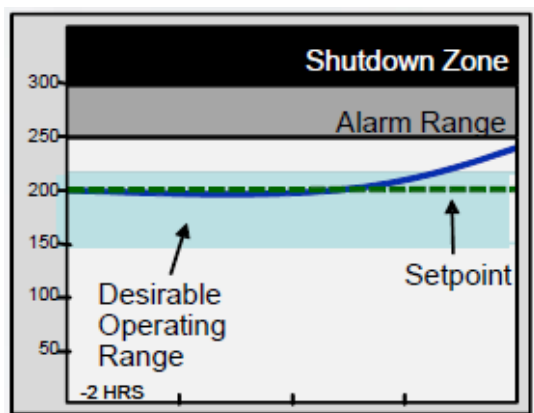 Shutdown Zone
300
Alarm Range
250
200
150
Setpoint
100
Desirable
Operating
Range
50
-2 HRS